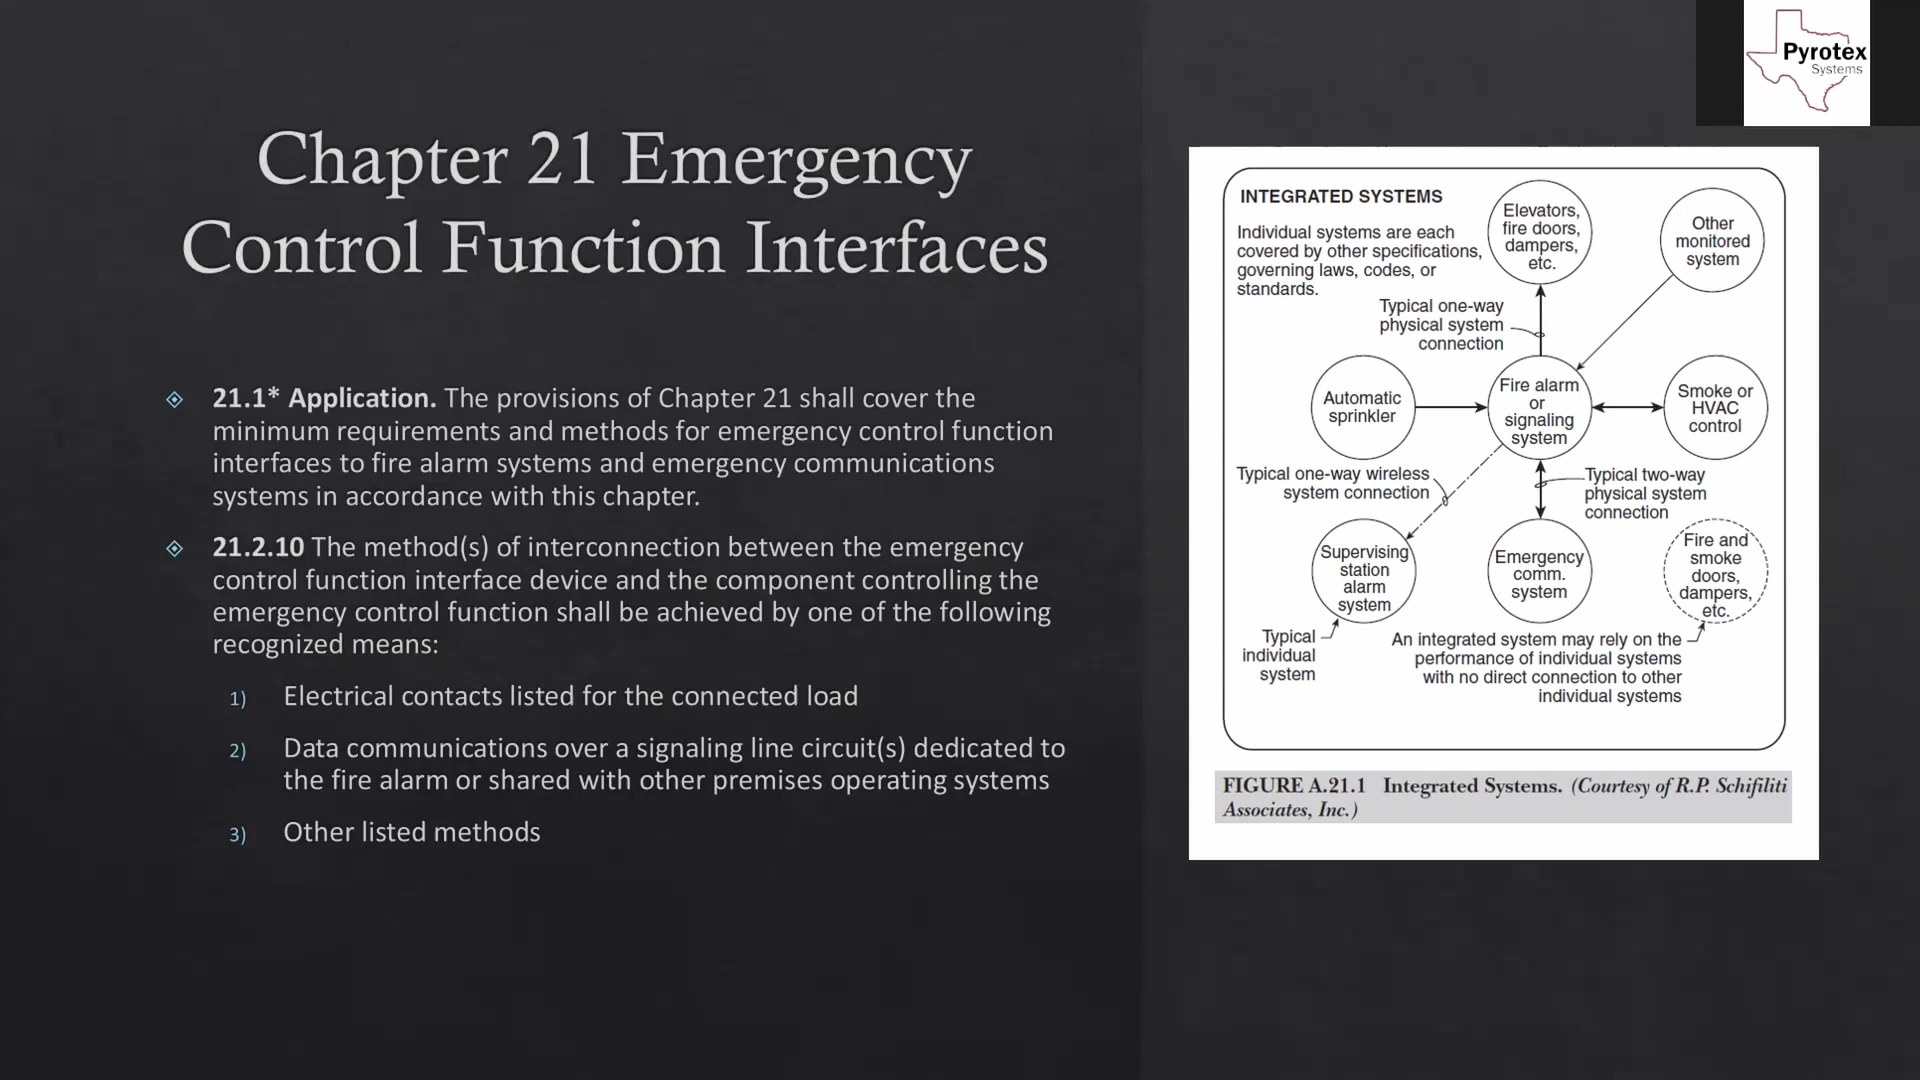 Pyrotex
Systems
Chapter 21 Emergency
Control Function Interfaces
21.1* Application. The provisions of Chapter 21 shall cover the
minimum requirements and methods for emergency control function
interfaces to fire alarm systems and emergency communications
systems in accordance with this chapter.
21.2.10 The method(s) of interconnection between the emergency
control function interface device and the component controlling the
emergency control function shall be achieved by one of the following
recognized means:
1) Electrical contacts listed for the connected load
2) Data communications over a signaling line circuit(s) dedicated to
the fire alarm or shared with other premises operating systems
3) Other listed methods
INTEGRATED SYSTEMS
Individual systems are each
covered by other specifications,
governing laws, codes, or
standards.
Elevators,
fire doors,
dampers,
etc.
Other
monitored
system
Typical one-way
physical system
connection
Automatic
sprinkler
Fire alarm
or
signaling
system
Smoke or
HVAC
control
Typical one-way wireless
system connection
Typical two-way
physical system
connection
Supervising
station
alarm
system
Emergency
comm.
system
Fire and
smoke
doors,
dampers,
etc.
Typical
individual
system
An integrated system may rely on the
performance of individual systems
with no direct connection to other
individual systems
FIGURE A.21.1 Integrated Systems. (Courtesy of R.P. Schifiliti
Associates, Inc.)